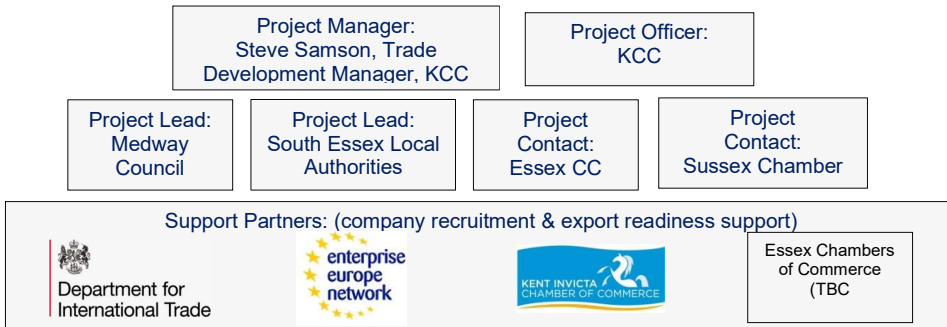 Project Manager:
Steve Samson, Trade
Development Manager, KCC
Project Officer:
KCC
Project Lead:
Medway
Council
Project Lead:
South Essex Local
Authorities
Project
Contact:
Essex CC
Project
Contact:
Sussex Chamber
Support Partners: (company recruitment & export readiness support)
Department for
International Trade
enterprise
europe
network
KENT INVICTA
CHAMBER OF COMMERCE
Essex Chambers
of Commerce
(TBC